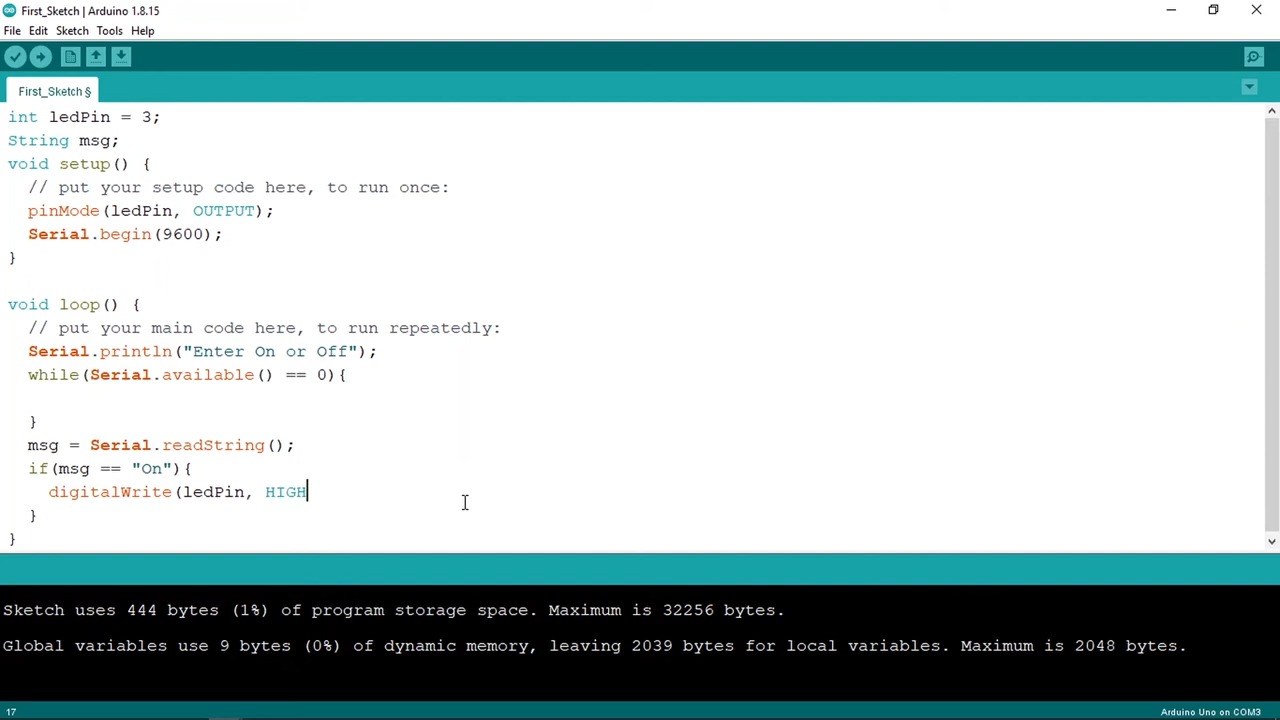 First_Sketch | Arduino 1.8.15
File Edit Sketch Tools Help
First_Sketch §
int ledPin = 3;
String msg;
void setup() {
  // put your setup code here, to run once:
  pinMode(ledPin, OUTPUT);
  Serial.begin(9600);
}
void loop() {
  // put your main code here, to run repeatedly:
  Serial.println("Enter On or Off");
  while(Serial.available() == 0){
  }
  msg = Serial.readString();
  if(msg == "On"){
    digitalWrite(ledPin, HIGH
  }
}
Sketch uses 444 bytes (1%) of program storage space. Maximum is 32256 bytes.
Global variables use 9 bytes (0%) of dynamic memory, leaving 2039 bytes for local variables. Maximum is 2048 bytes.
17 Arduino Uno on COM3